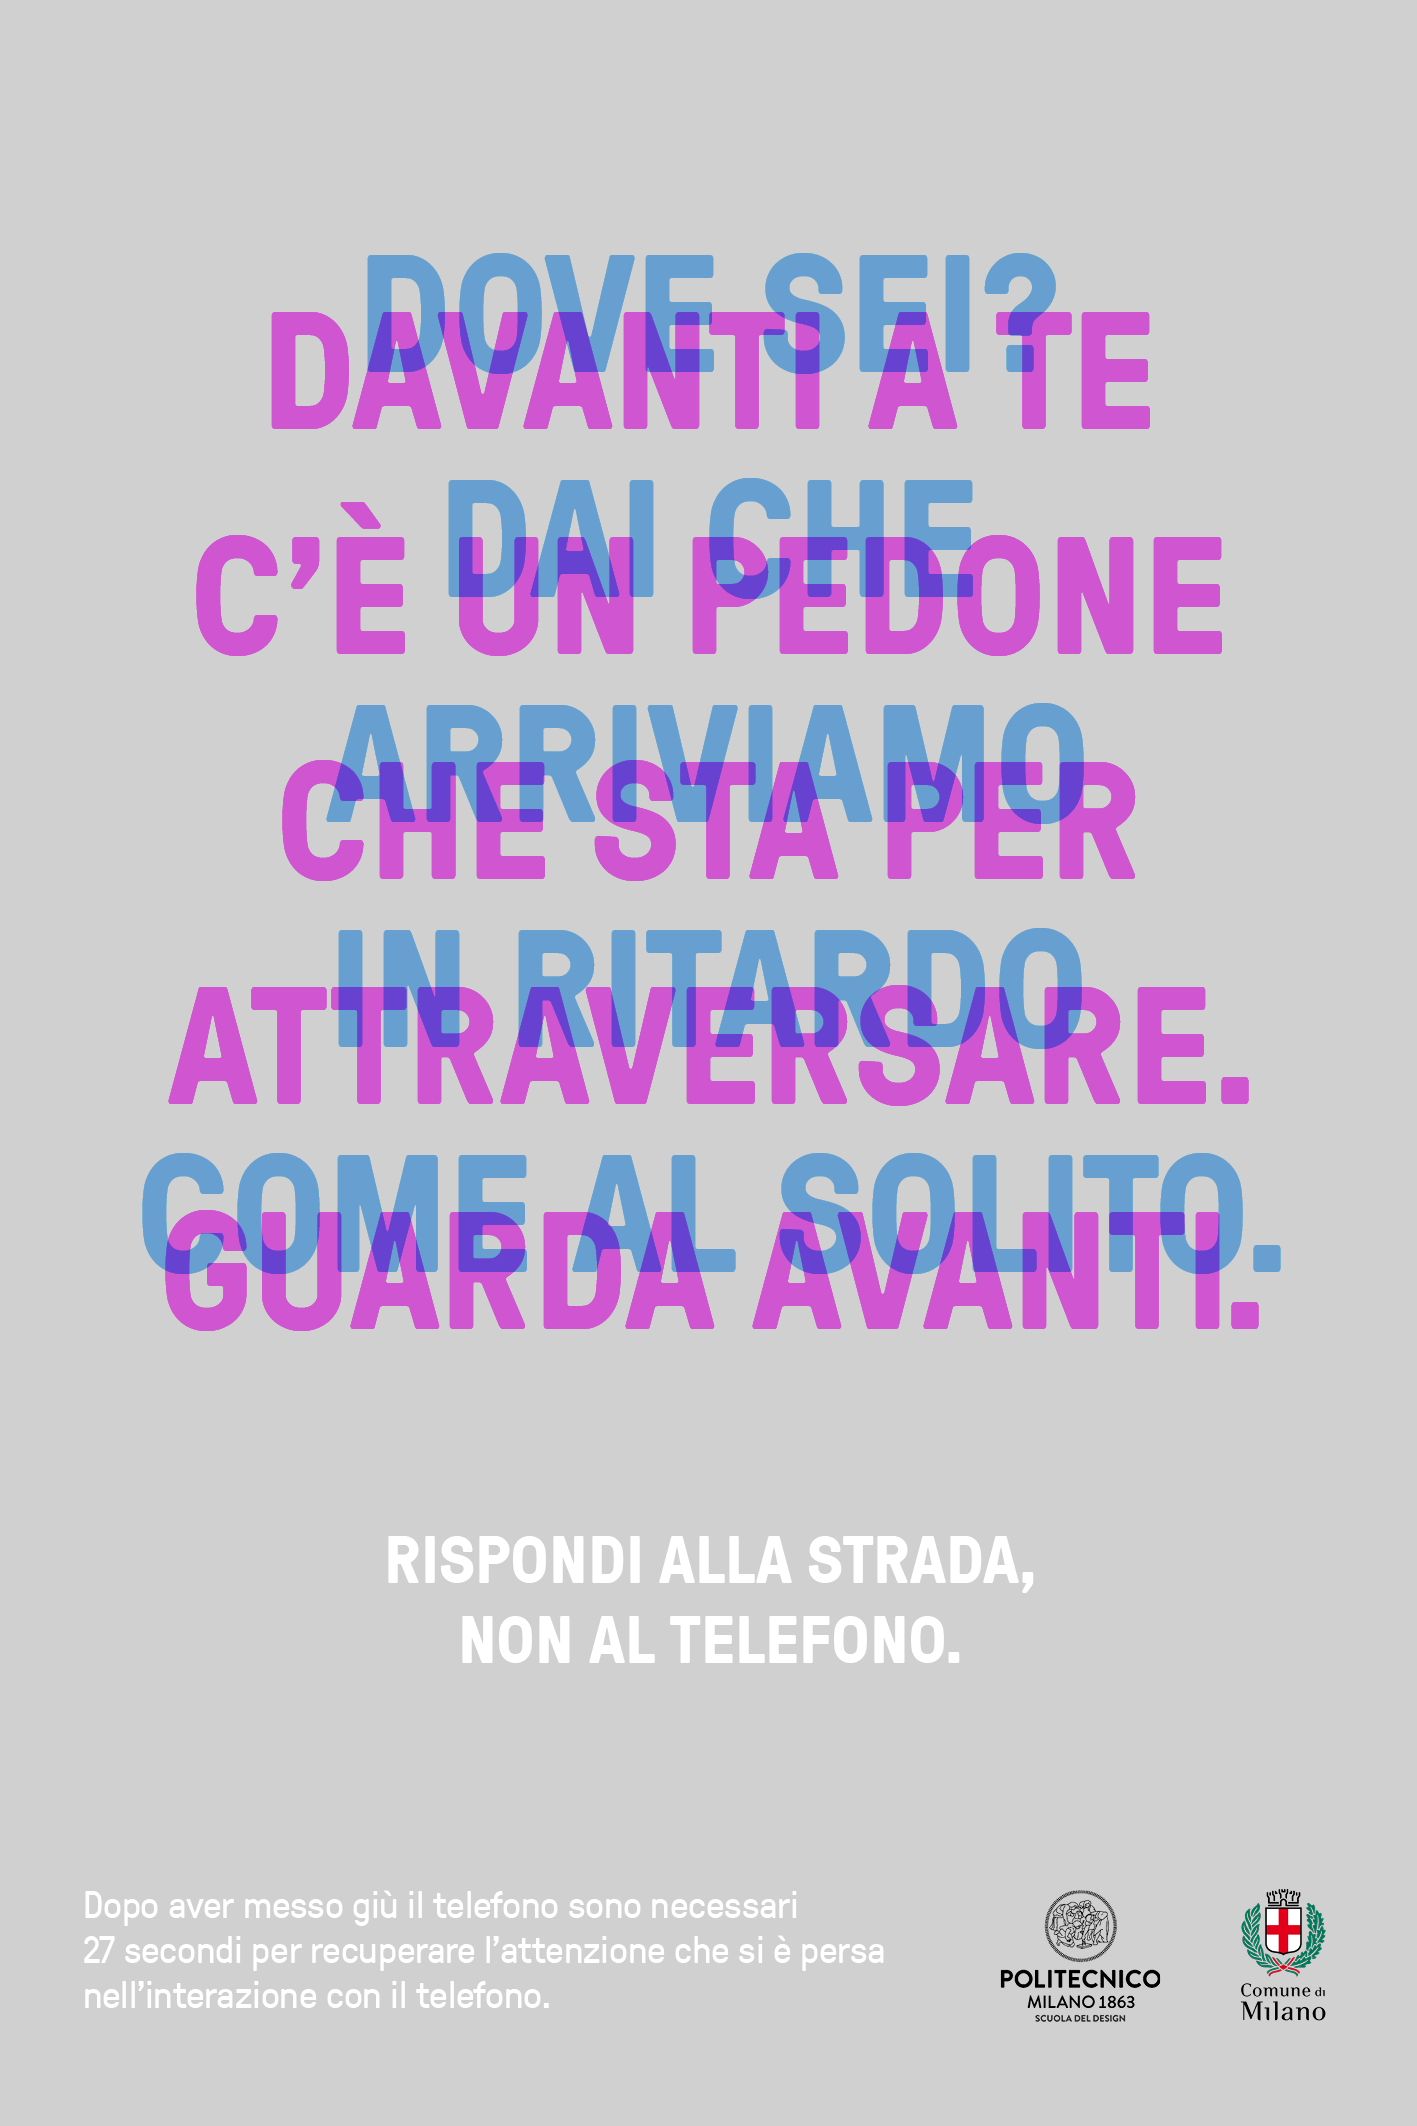 DOVE SEI?
DAVANTI A TE
DAI CHE
C’È UN PEDONE
ARRIVIAMO
CHE STA PER
IN RITARDO
ATTRAVERSARE.
COME AL SOLITO.
GUARDA AVANTI.
RISPONDI ALLA STRADA,
NON AL TELEFONO.
Dopo aver messo giù il telefono sono necessari
27 secondi per recuperare l’attenzione che si è persa
nell’interazione con il telefono.
POLITECNICO
MILANO 1863
SCUOLA DEL DESIGN
Comune di
Milano